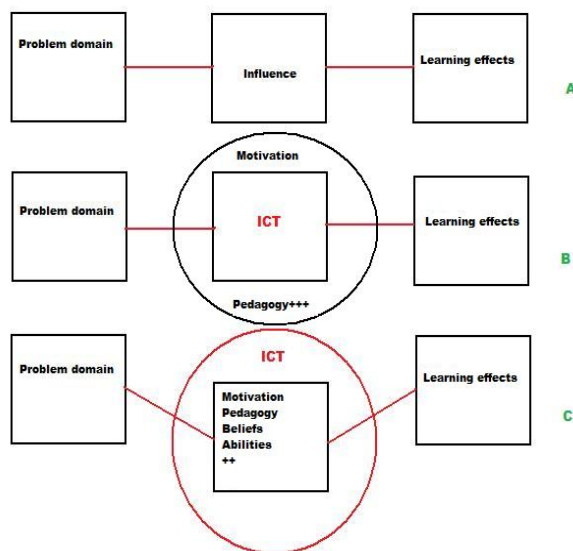 Problem domain
Influence
Learning effects
A
Motivation
Problem domain
ICT
Learning effects
B
Pedagogy+++
ICT
Problem domain
Motivation
Pedagogy
Beliefs
Abilities
++
Learning effects
C